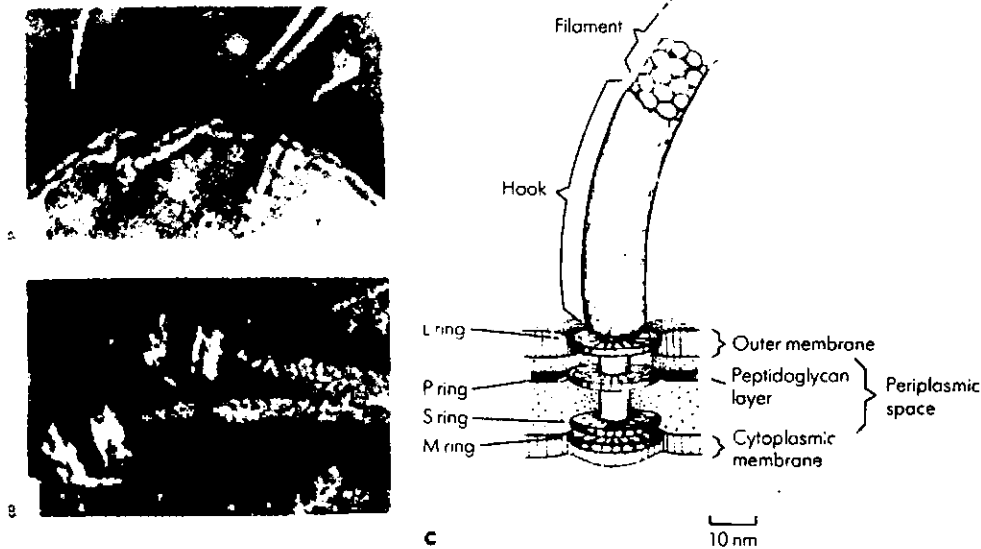 Filament
Hook
L ring
P ring
S ring
M ring
Outer membrane
Peptidoglycan
layer
Periplasmic
space
Cytoplasmic
membrane
B
C
10 nm